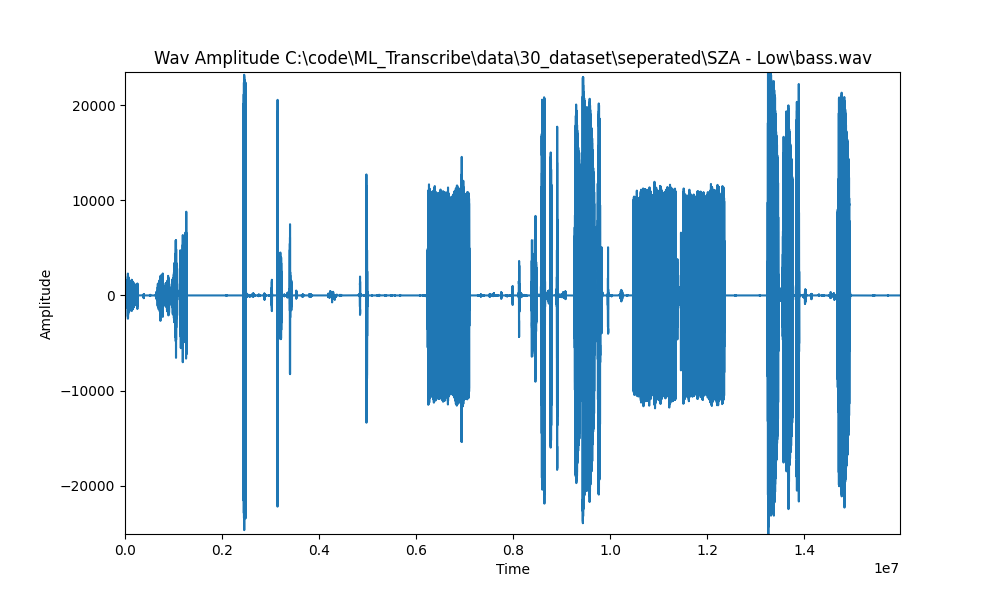 Wav Amplitude C:\code\ML_Transcribe\data\30_dataset\seperated\SZA - Low\bass.wav
20000
10000
0
−10000
−20000
Amplitude
0.0 0.2 0.4 0.6 0.8 1.0 1.2 1.4
1e7
Time